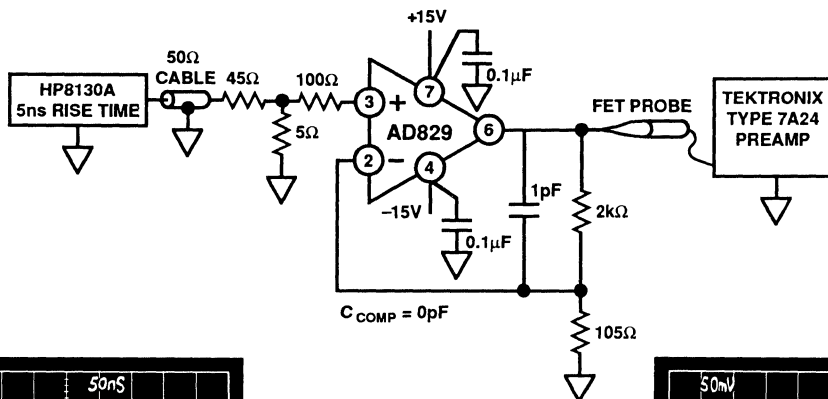 +15V
50Ω
CABLE
45Ω
100Ω
0.1µF
HP8130A
5ns RISE TIME
5Ω
3
+
7
AD829
6
2
–
4
–15V
0.1µF
1pF
2kΩ
FET PROBE
TEKTRONIX
TYPE 7A24
PREAMP
C COMP = 0pF
105Ω
50nS
50mV